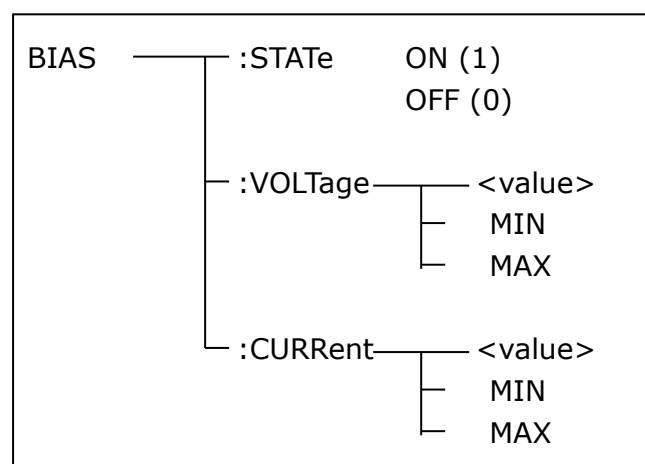 BIAS :STATe ON (1)
OFF (0)
:VOLTage <value>
MIN
MAX
:CURRent <value>
MIN
MAX